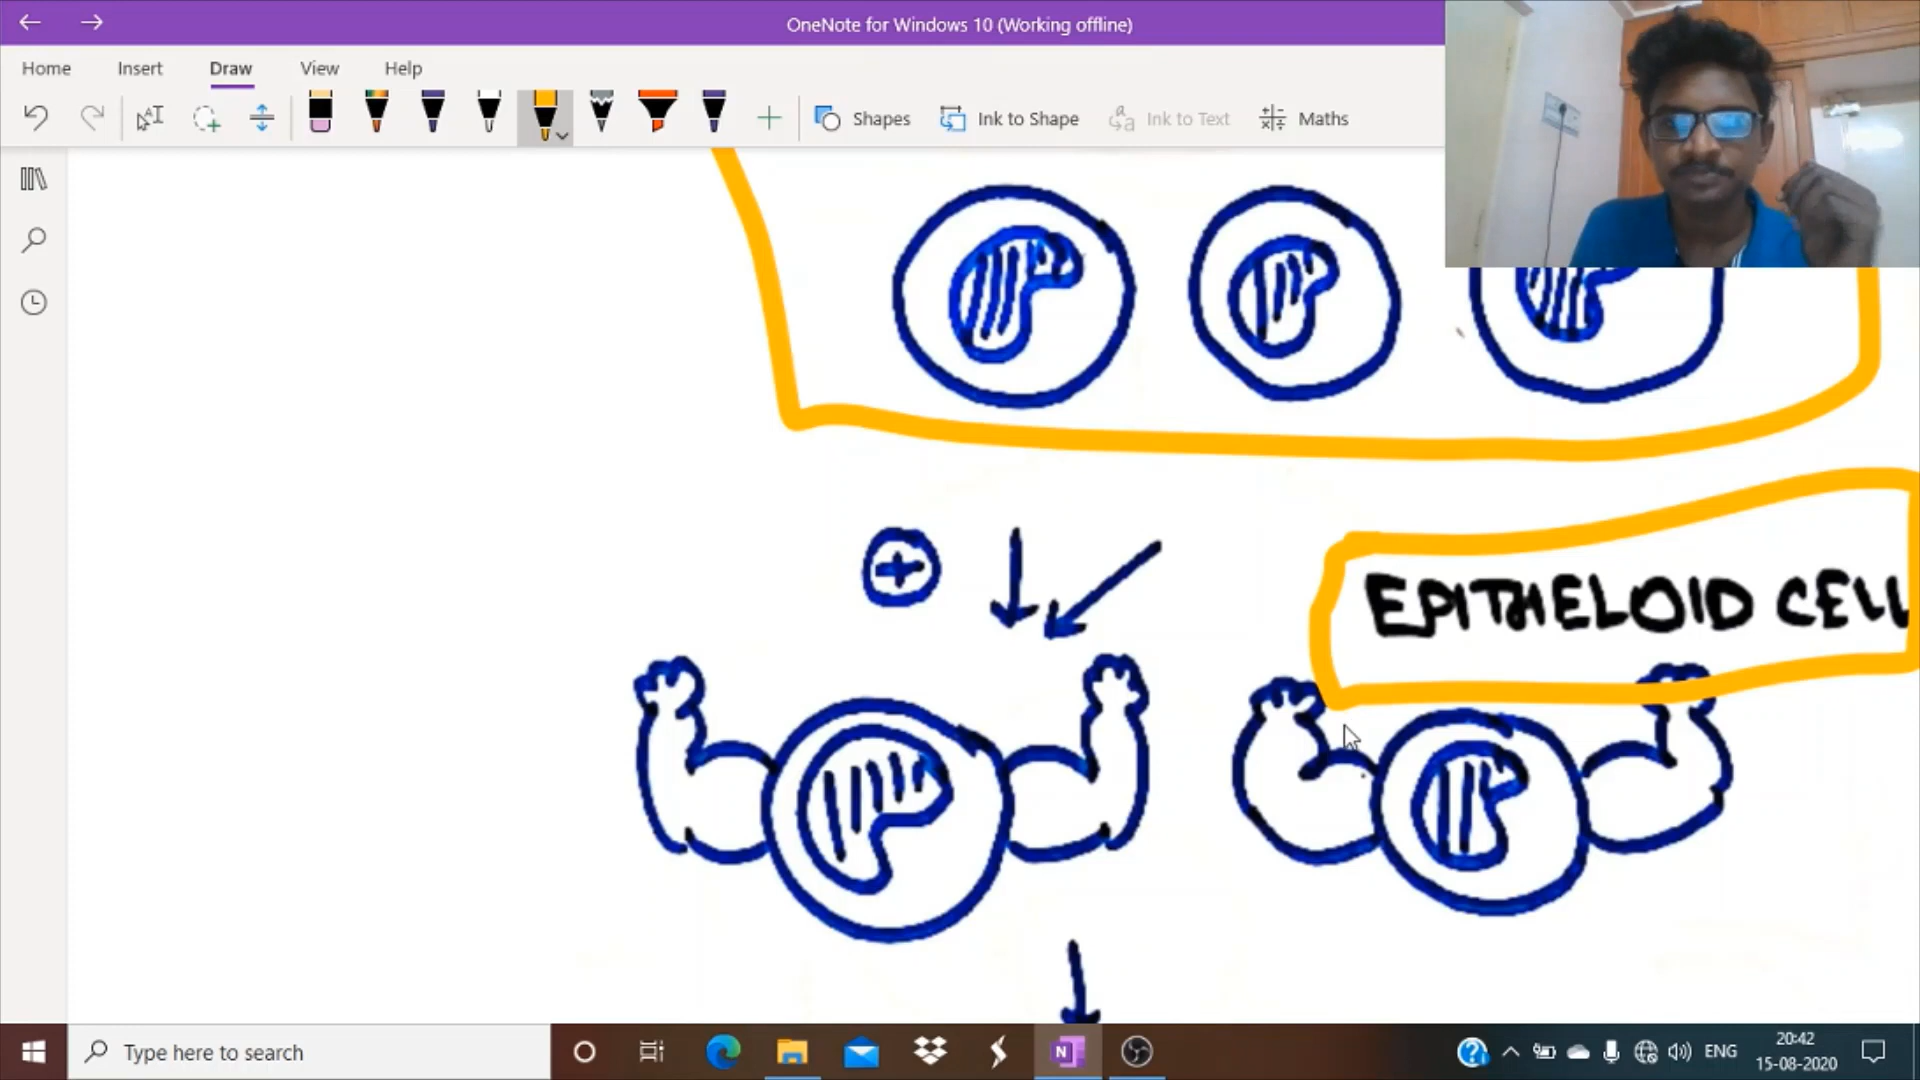 OneNote for Windows 10 (Working offline)
Home Insert Draw View Help
Shapes Ink to Shape Ink to Text Maths
EPITHELOID CELL
Type here to search
ENG
20:42
15-08-2020